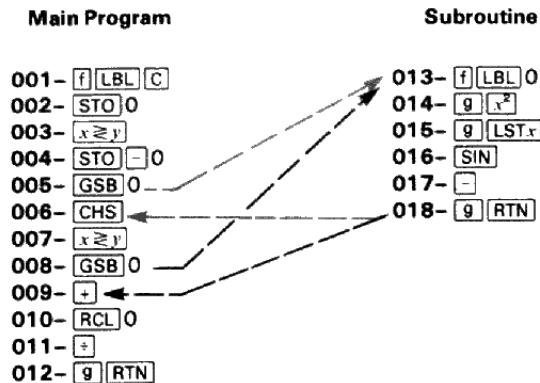 Main Program
001– f LBL C
002– STO 0
003– x≷y
004– STO – 0
005– GSB 0
006– CHS
007– x≷y
008– GSB 0
009– +
010– RCL 0
011– ÷
012– g RTN
Subroutine
013– f LBL 0
014– g x²
015– g LSTx
016– SIN
017– –
018– g RTN